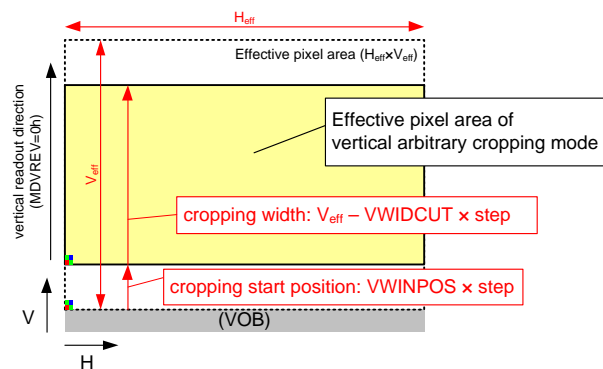 Heff
Effective pixel area (Heff×Veff)
vertical readout direction
(MDVREV=0h)
Veff
Effective pixel area of
vertical arbitrary cropping mode
cropping width: Veff – VWIDCUT × step
cropping start position: VWINPOS × step
V
(VOB)
H